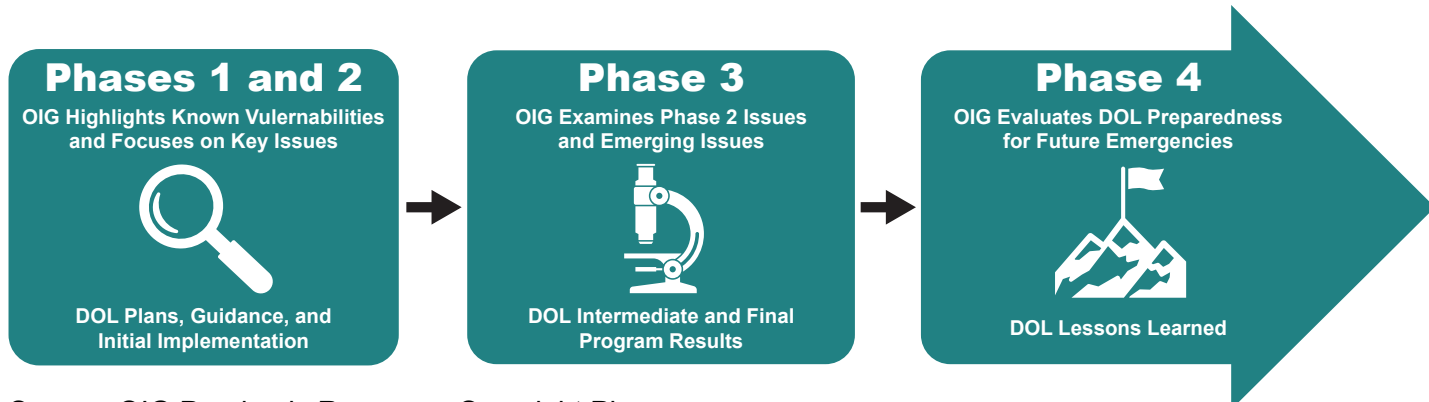 Phases 1 and 2
OIG Highlights Known Vulernabilities
and Focuses on Key Issues
DOL Plans, Guidance, and
Initial Implementation
Phase 3
OIG Examines Phase 2 Issues
and Emerging Issues
DOL Intermediate and Final
Program Results
Phase 4
OIG Evaluates DOL Preparedness
for Future Emergencies
DOL Lessons Learned